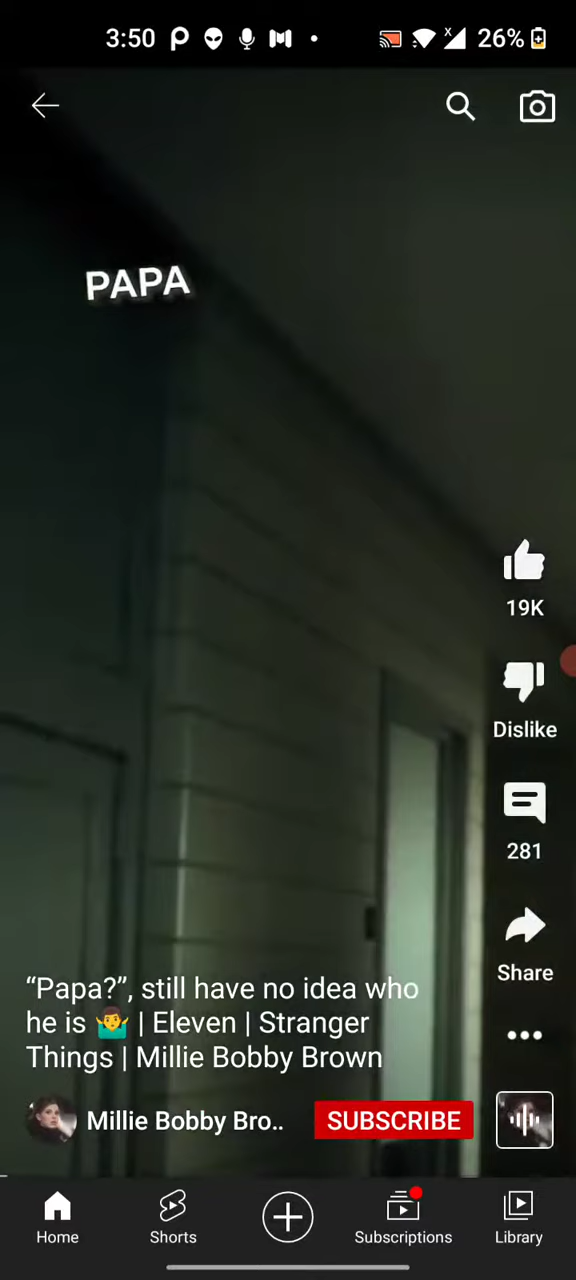 3:50
26%
PAPA
19K
Dislike
281
Share
“Papa?”, still have no idea who
he is 🤷‍♂️ | Eleven | Stranger
Things | Millie Bobby Brown
Millie Bobby Bro..
SUBSCRIBE
Home
Shorts
Subscriptions
Library